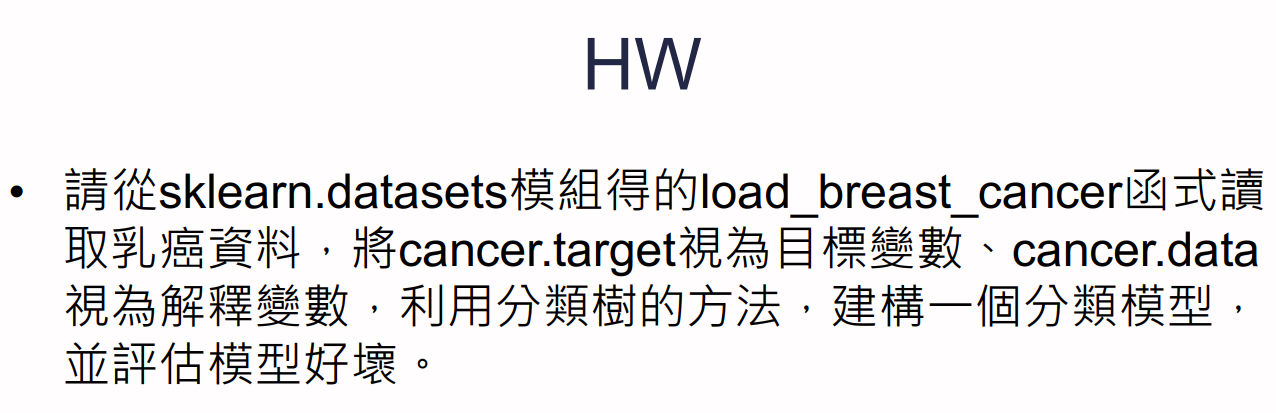 HW
• 請從sklearn.datasets模組得的load_breast_cancer函式讀
取乳癌資料，將cancer.target視為目標變數、cancer.data
視為解釋變數，利用分類樹的方法，建構一個分類模型，
並評估模型好壞。